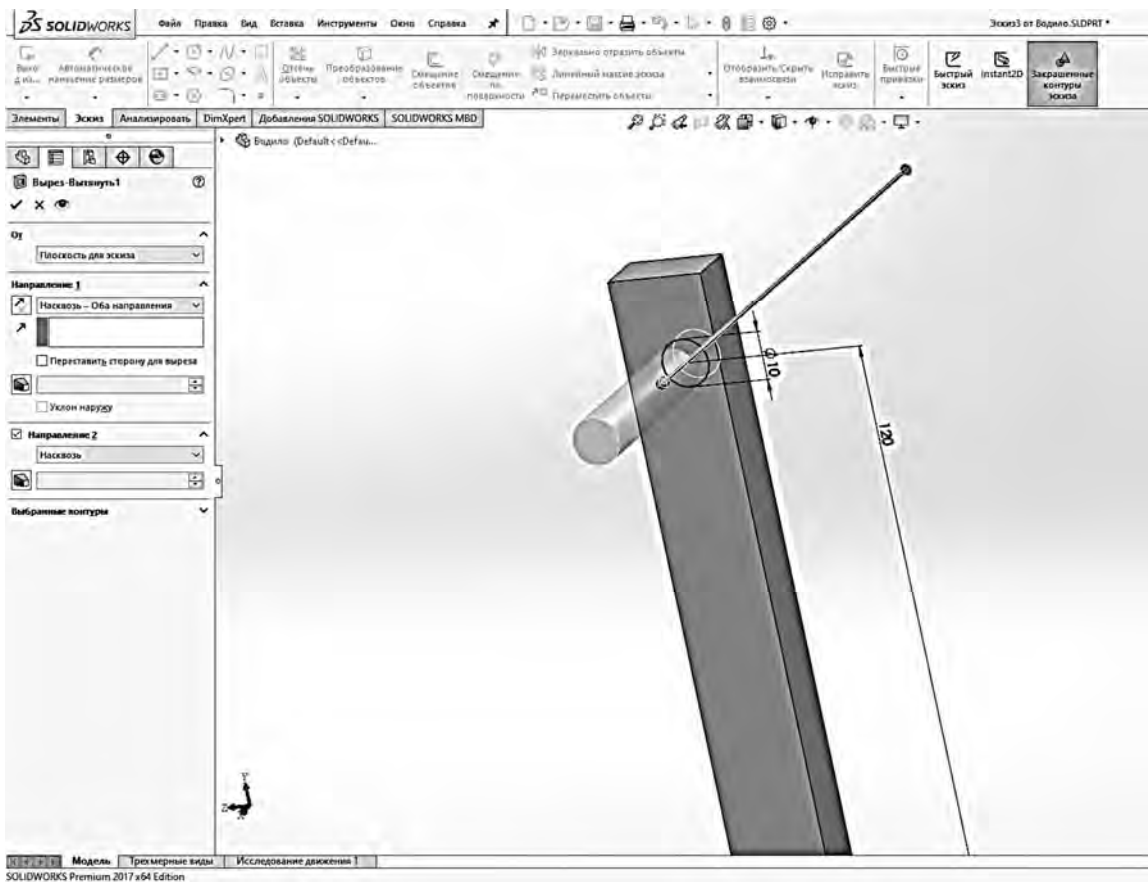 SOLIDWORKS Файл Правка Вид Вставка Инструменты Окно Справка Эскиз3 от Водило.SLDPRT *
Автоматическое нанесение размеров
Отсечь объекты
Преобразование объектов
Смещение объектов
Смещение по поверхности
Зеркально отразить объекты
Линейный массив эскиза
Переместить объекты
Отобразить/Скрыть взаимосвязи
Исправить эскиз
Быстрые привязки
Быстрый эскиз
Instant2D
Закрашенные контуры эскиза
Элементы Эскиз Анализировать DimXpert Добавления SOLIDWORKS SOLIDWORKS MBD
Водило (Default<<Defau...
Вырез-Вытянуть1
От
Плоскость для эскиза
Направление 1
Насквозь – Оба направления
Переставить сторону для выреза
Уклон наружу
Направление 2
Насквозь
Выбранные контуры
⌀10
120
Y
Z
X
Модель Трехмерные виды Исследование движения 1
SOLIDWORKS Premium 2017 x64 Edition